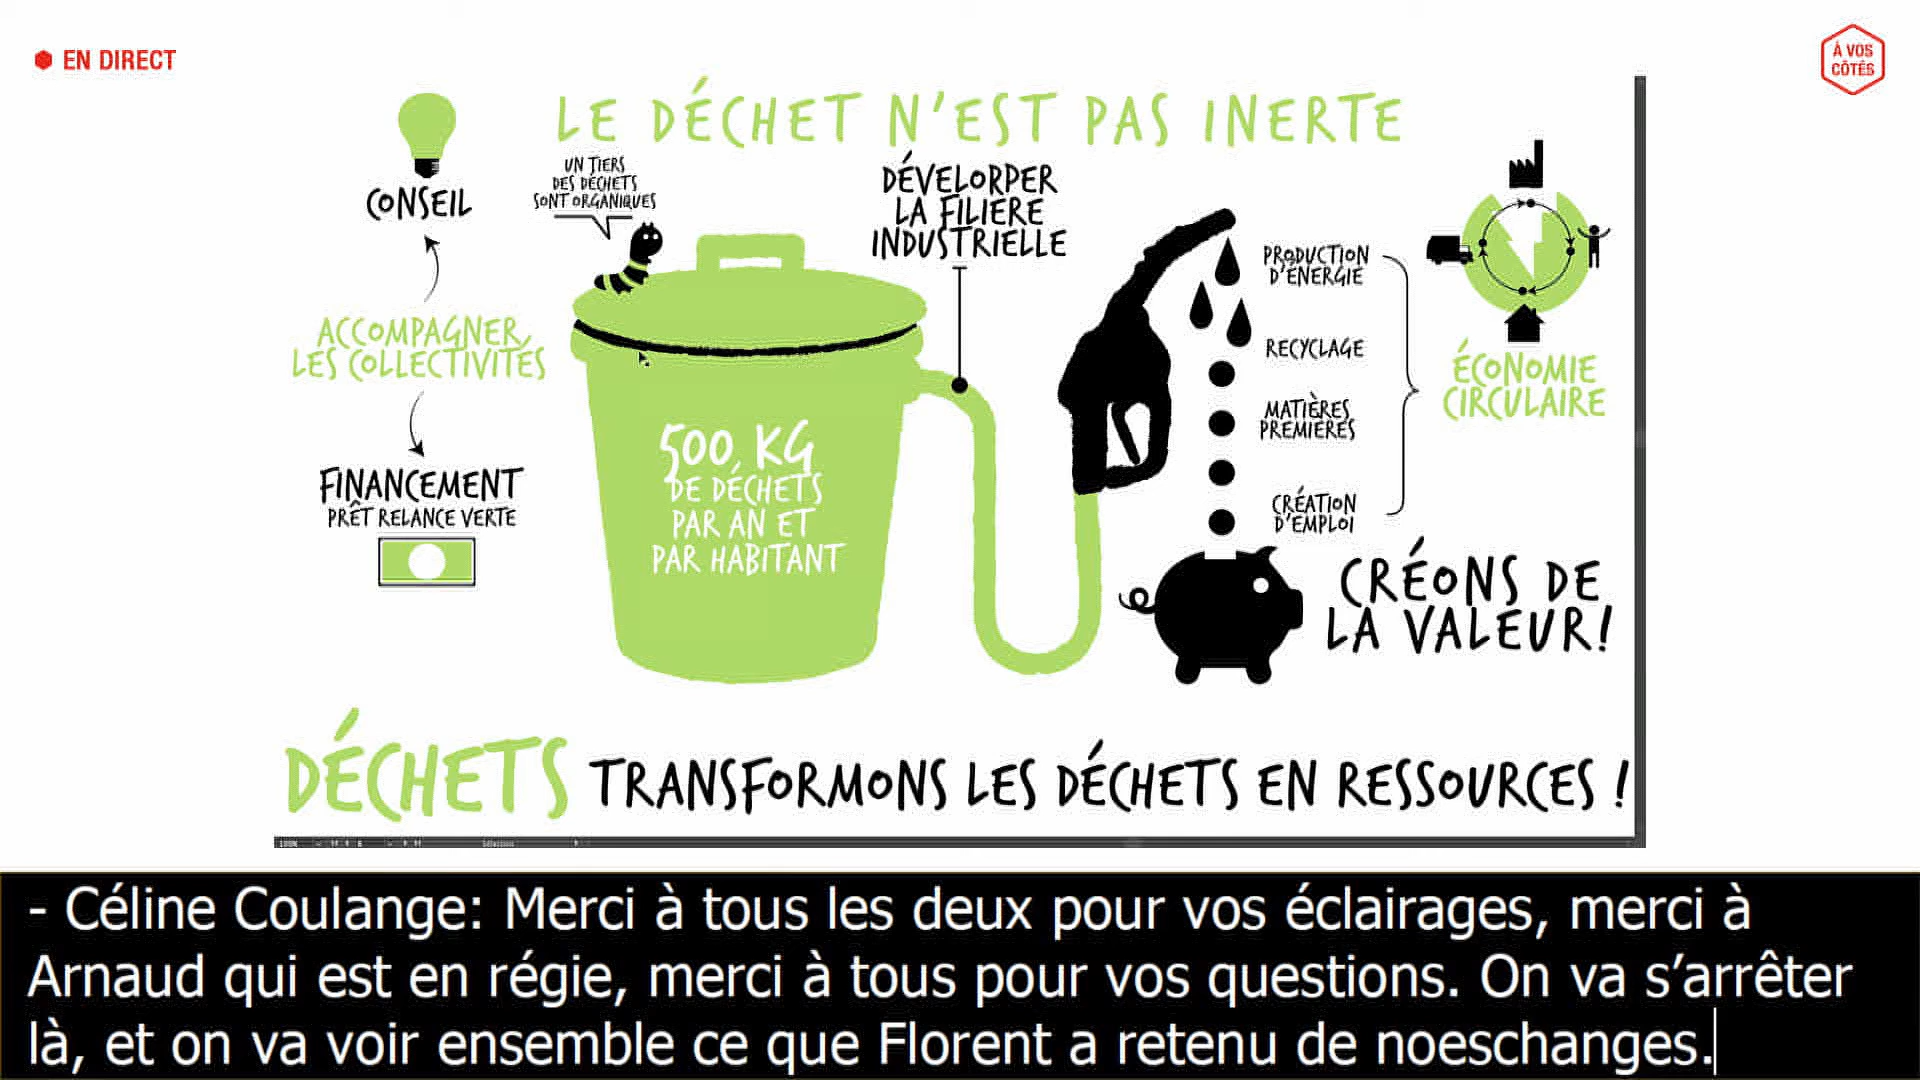 EN DIRECT
À VOS
CÔTÉS
LE DÉCHET N'EST PAS INERTE
CONSEIL
UN TIERS
DES DÉCHETS
SONT ORGANIQUES
DÉVELOPPER
LA FILIÈRE
INDUSTRIELLE
ACCOMPAGNER
LES COLLECTIVITÉS
FINANCEMENT
PRÊT RELANCE VERTE
500 KG
DE DÉCHETS
PAR AN ET
PAR HABITANT
PRODUCTION
D'ÉNERGIE
RECYCLAGE
MATIÈRES
PREMIÈRES
CRÉATION
D'EMPLOI
ÉCONOMIE
CIRCULAIRE
CRÉONS DE
LA VALEUR!
DÉCHETS TRANSFORMONS LES DÉCHETS EN RESSOURCES !
100% 6 Sélection
- Céline Coulange: Merci à tous les deux pour vos éclairages, merci à
Arnaud qui est en régie, merci à tous pour vos questions. On va s’arrêter
là, et on va voir ensemble ce que Florent a retenu de noeschanges.